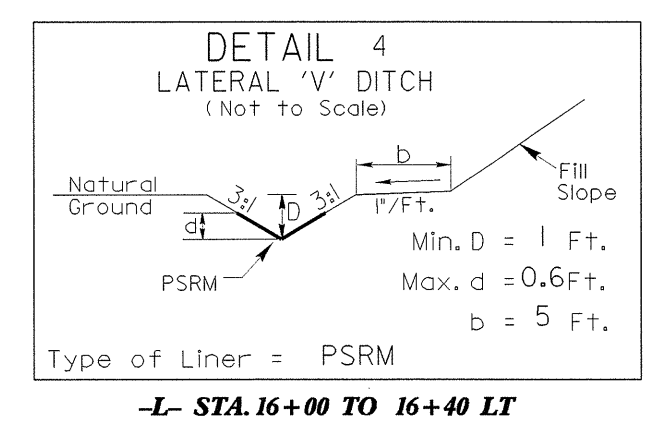 DETAIL 4
LATERAL 'V' DITCH
(Not to Scale)
b
Natural
Ground
3:1
D
3:1
1"/Ft.
Fill
Slope
d
PSRM
Min. D = 1 Ft.
Max. d = 0.6Ft.
b = 5 Ft.
Type of Liner = PSRM
-L- STA. 16+00 TO 16+40 LT